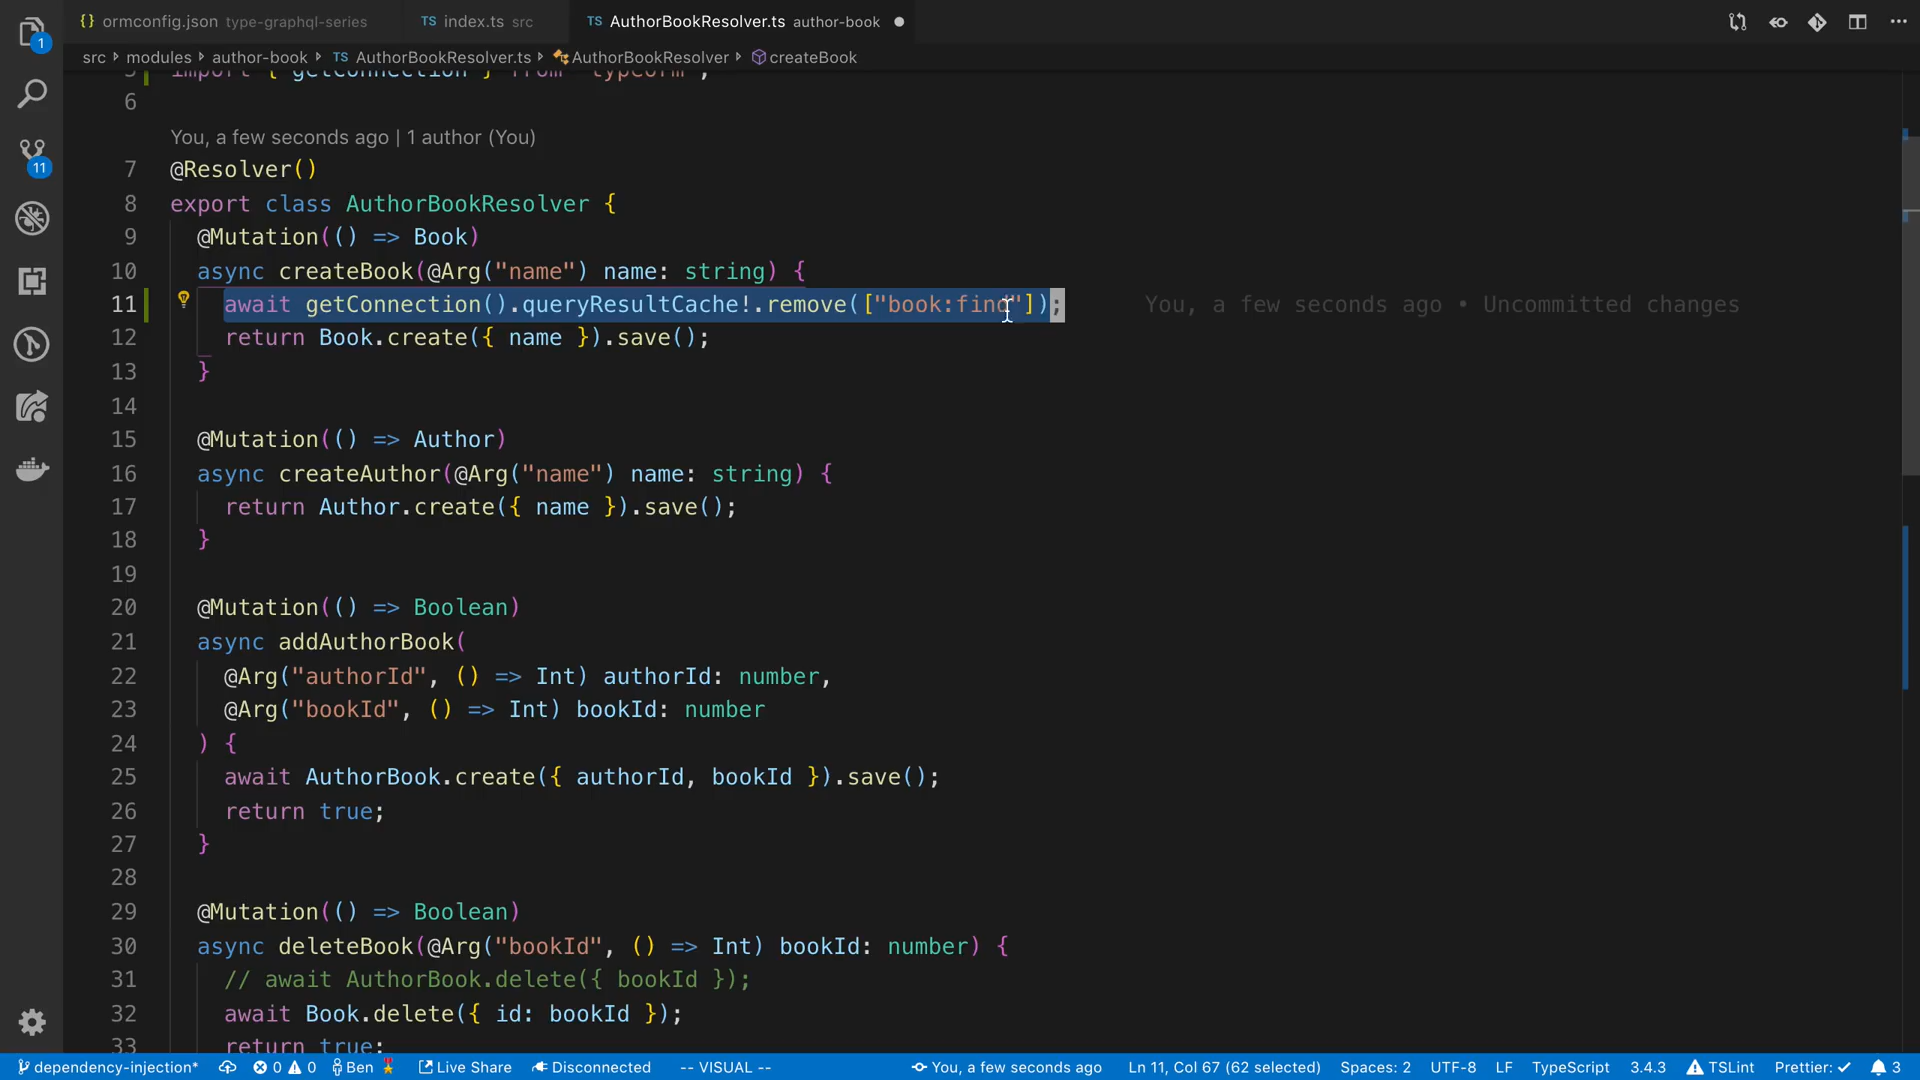 {} ormconfig.json type-graphql-series
TS index.ts src
TS AuthorBookResolver.ts author-book
src > modules > author-book > TS AuthorBookResolver.ts > AuthorBookResolver > createBook
1
11
5 import { getConnection } from "typeorm";
6
You, a few seconds ago | 1 author (You)
7 @Resolver()
8 export class AuthorBookResolver {
9 @Mutation(() => Book)
10 async createBook(@Arg("name") name: string) {
11 await getConnection().queryResultCache!.remove(["book:find"]); You, a few seconds ago • Uncommitted changes
12 return Book.create({ name }).save();
13 }
14
15 @Mutation(() => Author)
16 async createAuthor(@Arg("name") name: string) {
17 return Author.create({ name }).save();
18 }
19
20 @Mutation(() => Boolean)
21 async addAuthorBook(
22 @Arg("authorId", () => Int) authorId: number,
23 @Arg("bookId", () => Int) bookId: number
24 ) {
25 await AuthorBook.create({ authorId, bookId }).save();
26 return true;
27 }
28
29 @Mutation(() => Boolean)
30 async deleteBook(@Arg("bookId", () => Int) bookId: number) {
31 // await AuthorBook.delete({ bookId });
32 await Book.delete({ id: bookId });
33 return true;
dependency-injection* 0 0 Ben Live Share Disconnected -- VISUAL -- You, a few seconds ago Ln 11, Col 67 (62 selected) Spaces: 2 UTF-8 LF TypeScript 3.4.3 TSLint Prettier: ✓ 3